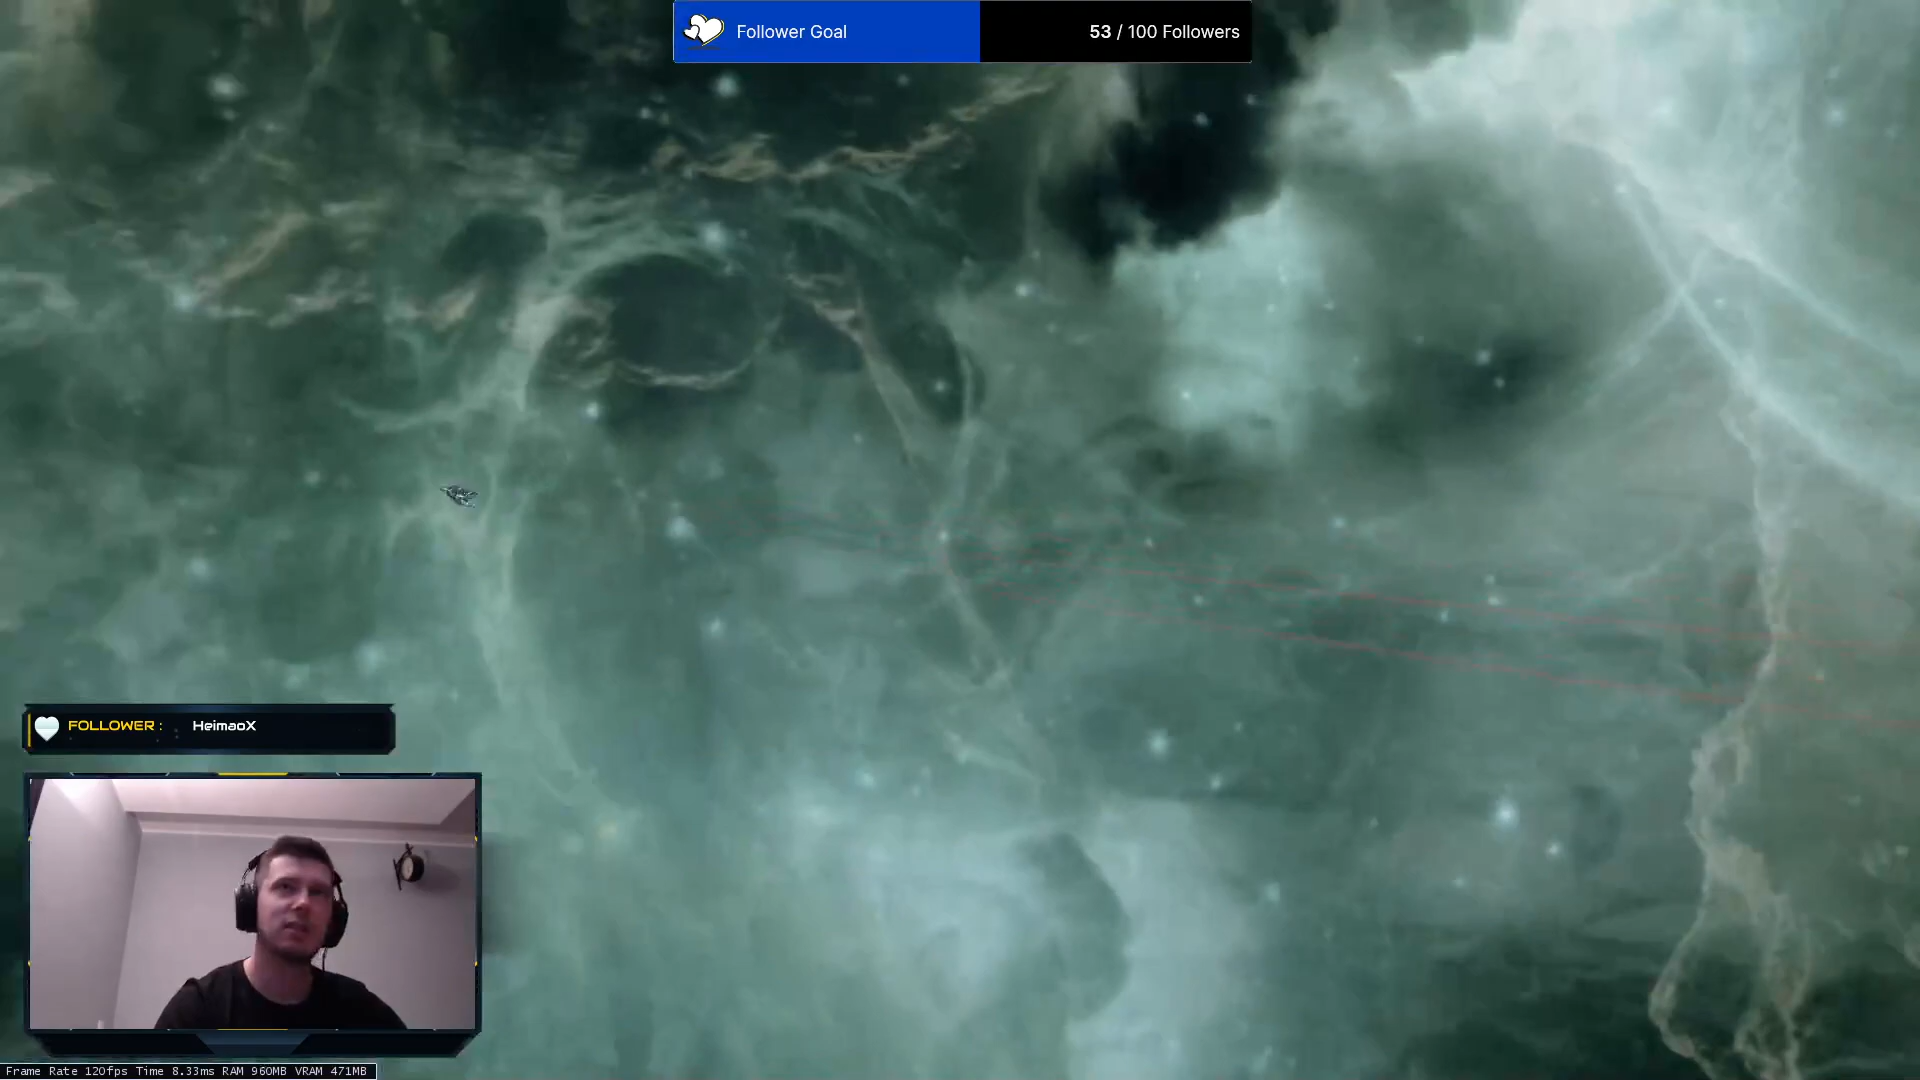 Follower Goal 53 / 100 Followers
FOLLOWER : HeimaoX
Frame Rate 120fps Time 8.33ms RAM 960MB VRAM 471MB